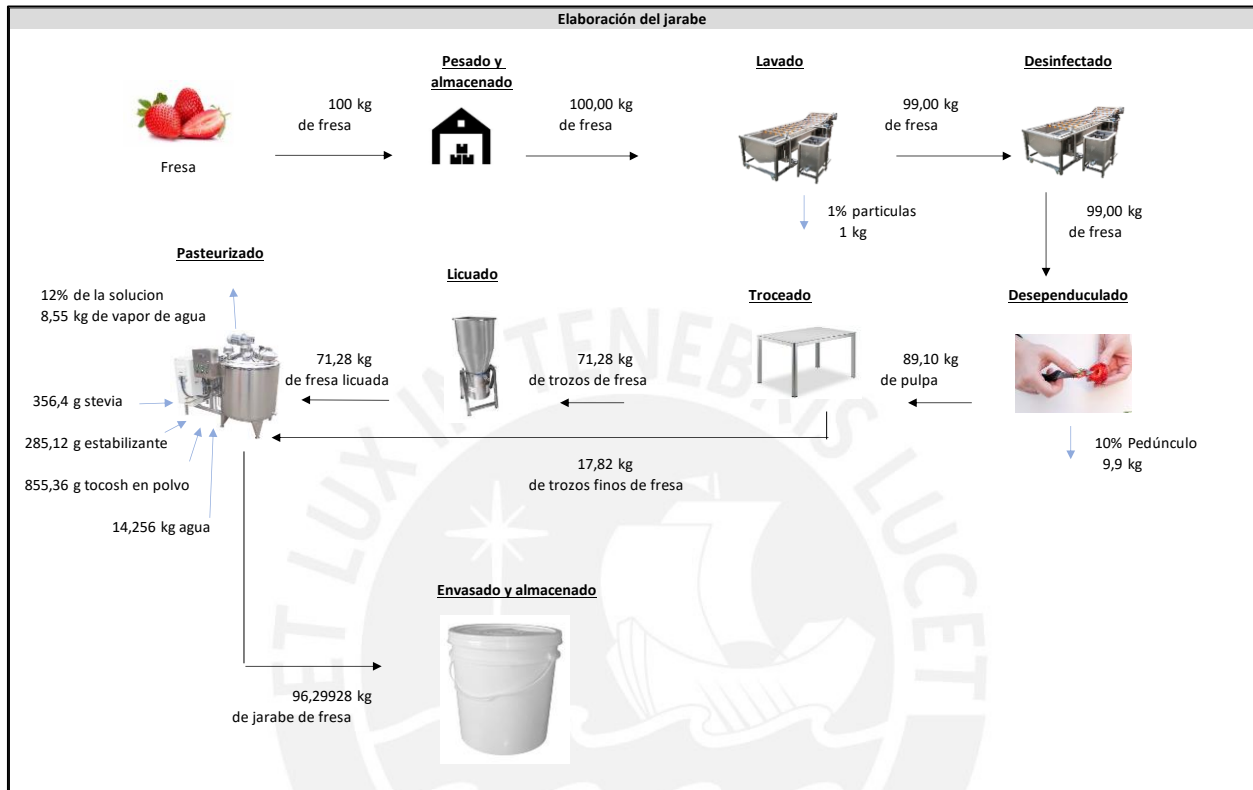 Elaboración del jarabe
Fresa
100 kg
de fresa
Pesado y
almacenado
100,00 kg
de fresa
Lavado
1% particulas
1 kg
99,00 kg
de fresa
Desinfectado
99,00 kg
de fresa
Desependuculado
10% Pedúnculo
9,9 kg
89,10 kg
de pulpa
Troceado
71,28 kg
de trozos de fresa
17,82 kg
de trozos finos de fresa
Licuado
71,28 kg
de fresa licuada
Pasteurizado
12% de la solucion
8,55 kg de vapor de agua
356,4 g stevia
285,12 g estabilizante
855,36 g tocosh en polvo
14,256 kg agua
96,29928 kg
de jarabe de fresa
Envasado y almacenado
ET LUX IN TENEBRIS LUCET